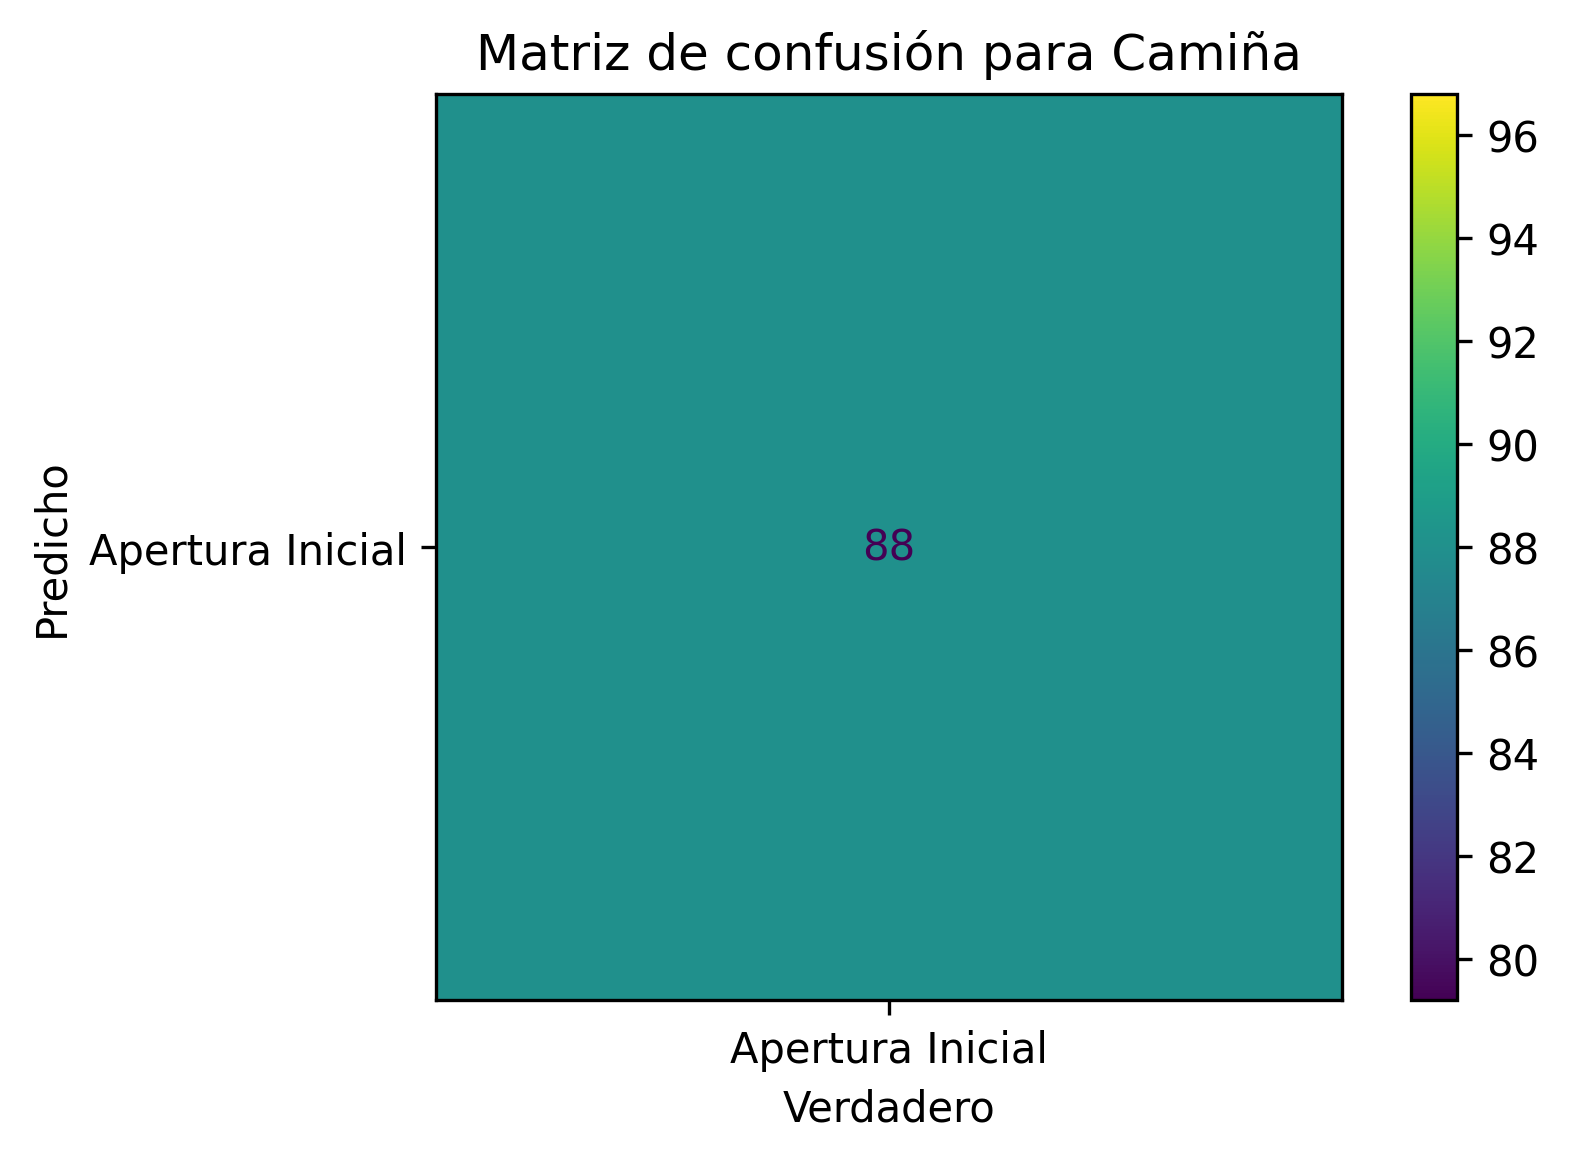 Matriz de confusión para Camiña
Predicho
Apertura Inicial
88
Apertura Inicial
Verdadero
96
94
92
90
88
86
84
82
80